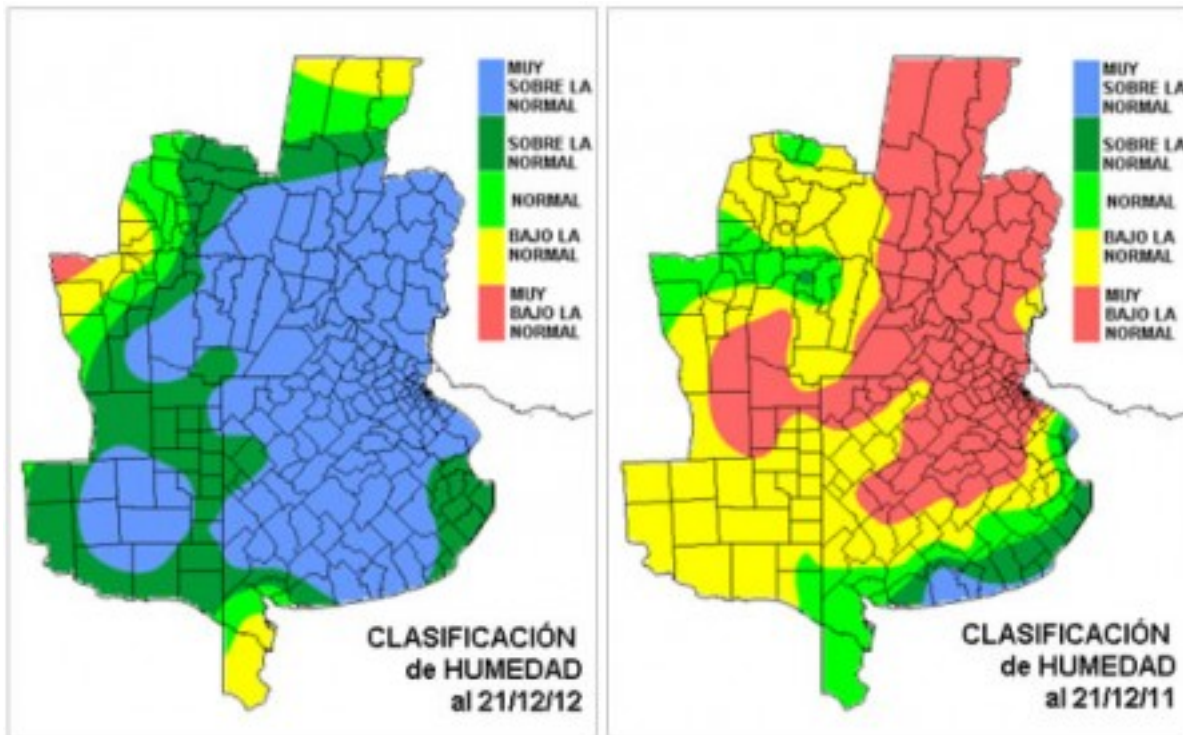 MUY
SOBRE LA
NORMAL
SOBRE LA
NORMAL
NORMAL
BAJO LA
NORMAL
MUY
BAJO LA
NORMAL
CLASIFICACIÓN
de HUMEDAD
al 21/12/12
MUY
SOBRE LA
NORMAL
SOBRE LA
NORMAL
NORMAL
BAJO LA
NORMAL
MUY
BAJO LA
NORMAL
CLASIFICACIÓN
de HUMEDAD
al 21/12/11